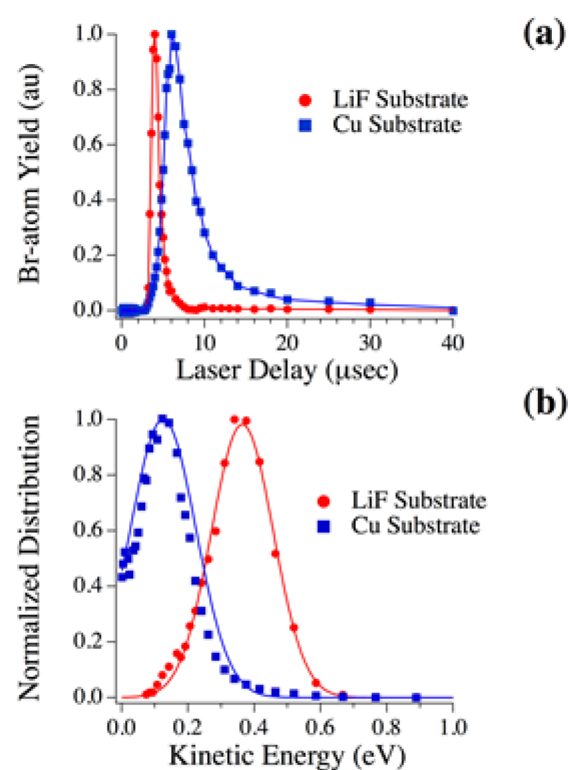 (a)
1.0
0.8
0.6
0.4
0.2
0.0
Br-atom Yield (au)
LiF Substrate
Cu Substrate
0 10 20 30 40
Laser Delay (μsec)
(b)
1.0
0.8
0.6
0.4
0.2
0.0
Normalized Distribution
LiF Substrate
Cu Substrate
0.0 0.2 0.4 0.6 0.8 1.0
Kinetic Energy (eV)